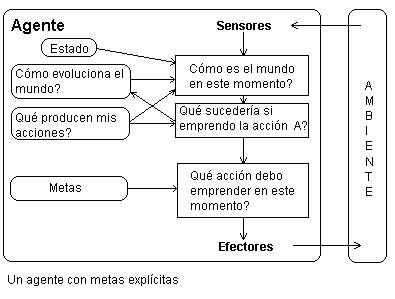 Agente
Sensores
Estado
Cómo evoluciona el
mundo?
Cómo es el mundo
en este momento?
Qué producen mis
acciones?
Qué sucedería si
emprendo la acción A?
Metas
Qué acción debo
emprender en este
momento?
Efectores
AMBIENTE
Un agente con metas explícitas